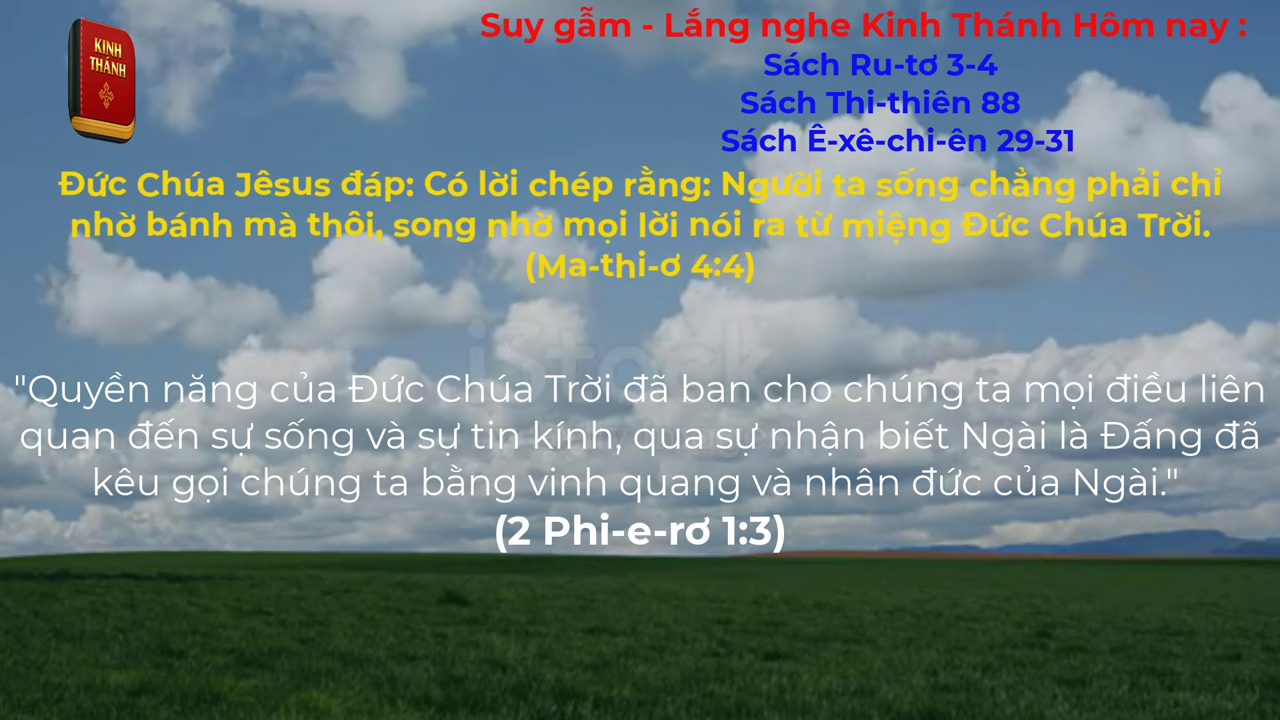 KINH
THÁNH
Suy gẫm - Lắng nghe Kinh Thánh Hôm nay :
Sách Ru-tơ 3-4
Sách Thi-thiên 88
Sách Ê-xê-chi-ên 29-31
Đức Chúa Jêsus đáp: Có lời chép rằng: Người ta sống chẳng phải chỉ
nhờ bánh mà thôi, song nhờ mọi lời nói ra từ miệng Đức Chúa Trời.
(Ma-thi-ơ 4:4)
iStock
"Quyền năng của Đức Chúa Trời đã ban cho chúng ta mọi điều liên
quan đến sự sống và sự tin kính, qua sự nhận biết Ngài là Đấng đã
kêu gọi chúng ta bằng vinh quang và nhân đức của Ngài."
(2 Phi-e-rơ 1:3)